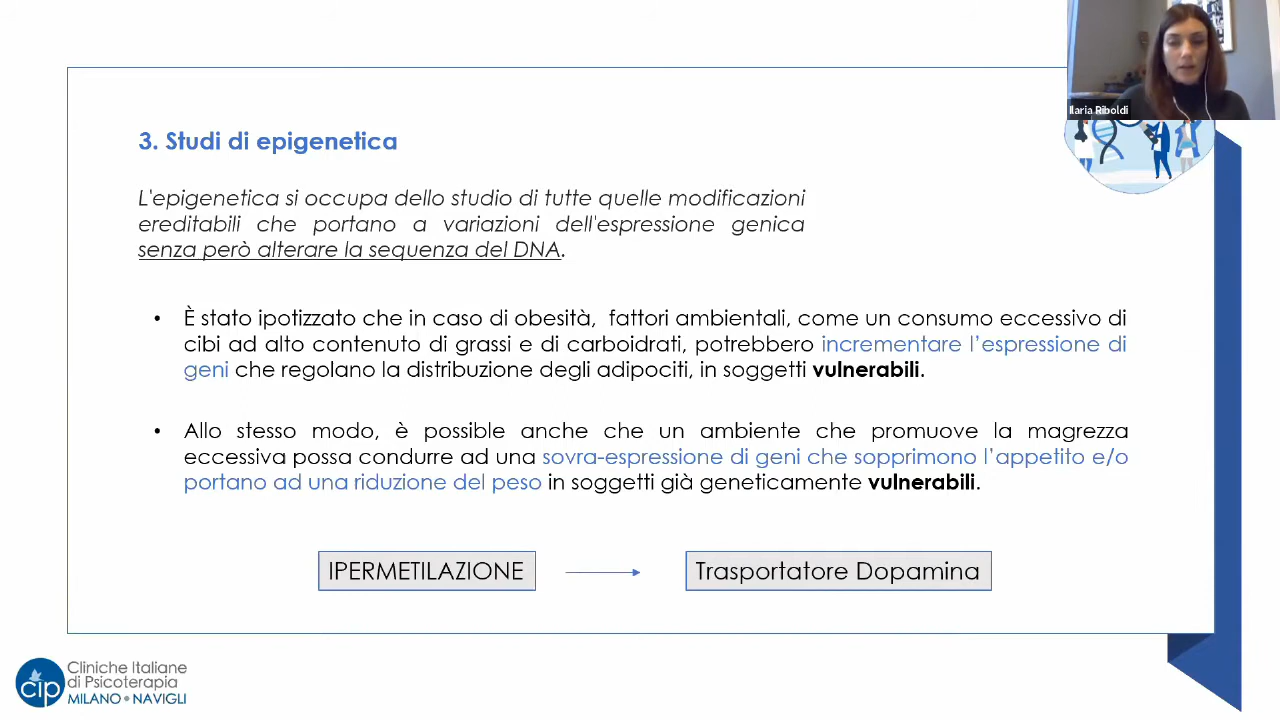 Ilaria Riboldi
3. Studi di epigenetica
L'epigenetica si occupa dello studio di tutte quelle modificazioni
ereditabili che portano a variazioni dell'espressione genica
senza però alterare la sequenza del DNA.
• È stato ipotizzato che in caso di obesità, fattori ambientali, come un consumo eccessivo di
cibi ad alto contenuto di grassi e di carboidrati, potrebbero incrementare l'espressione di
geni che regolano la distribuzione degli adipociti, in soggetti vulnerabili.
• Allo stesso modo, è possible anche che un ambiente che promuove la magrezza
eccessiva possa condurre ad una sovra-espressione di geni che sopprimono l'appetito e/o
portano ad una riduzione del peso in soggetti già geneticamente vulnerabili.
IPERMETILAZIONE
Trasportatore Dopamina
cip
Cliniche Italiane
di Psicoterapia
MILANO • NAVIGLI